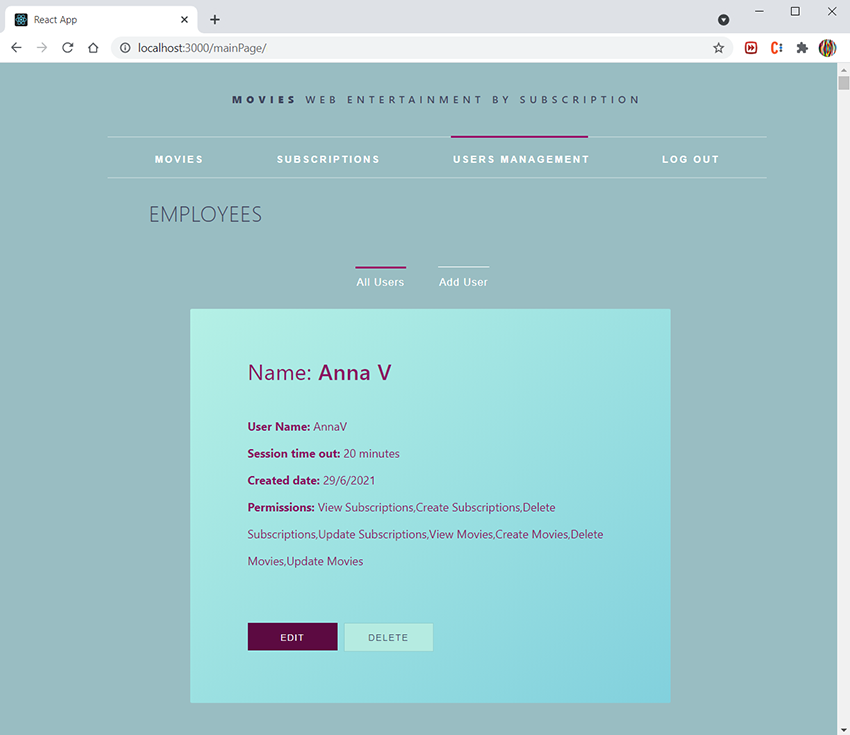 React App
localhost:3000/mainPage/
MOVIES WEB ENTERTAINMENT BY SUBSCRIPTION
MOVIES SUBSCRIPTIONS USERS MANAGEMENT LOG OUT
EMPLOYEES
All Users Add User
Name: Anna V
User Name: AnnaV
Session time out: 20 minutes
Created date: 29/6/2021
Permissions: View Subscriptions,Create Subscriptions,Delete
Subscriptions,Update Subscriptions,View Movies,Create Movies,Delete
Movies,Update Movies
EDIT DELETE